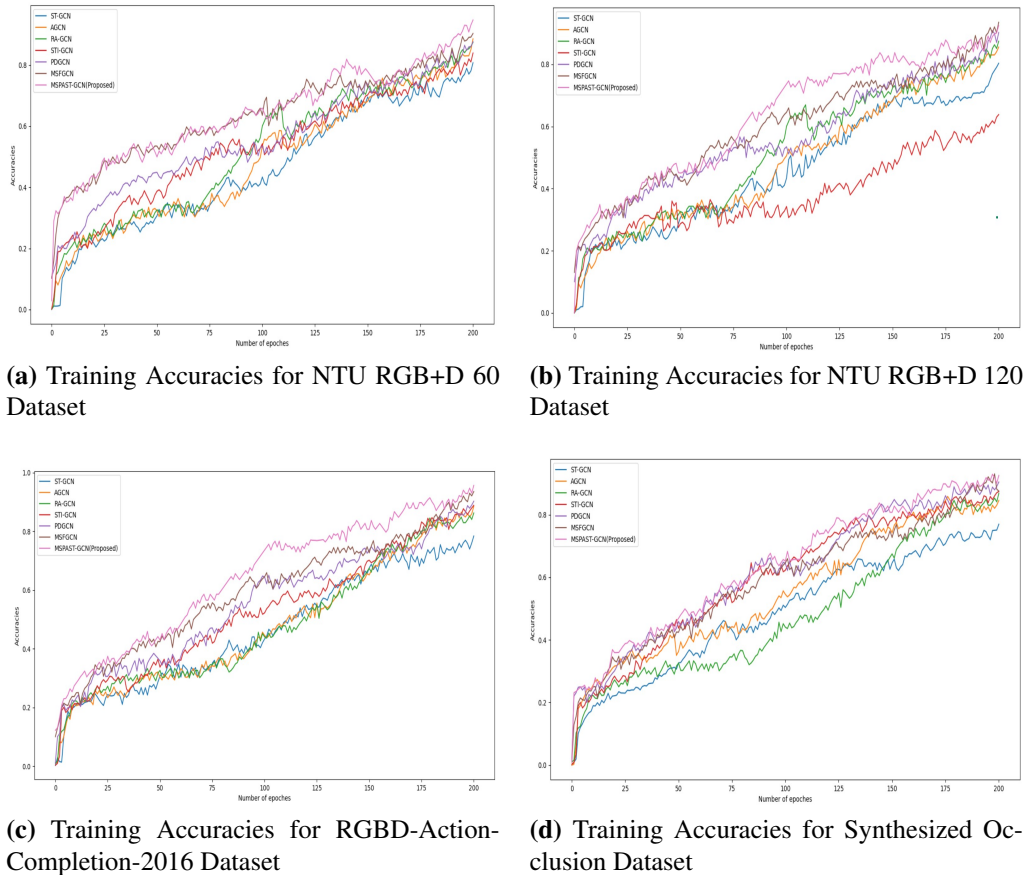 ST-GCN
AGCN
RA-GCN
STI-GCN
PDGCN
MSFGCN
MSPAST-GCN(Proposed)
Accuracies
0.8
0.6
0.4
0.2
0.0
0 25 50 75 100 125 150 175 200
Number of epoches
(a) Training Accuracies for NTU RGB+D 60
Dataset
ST-GCN
AGCN
RA-GCN
STI-GCN
PDGCN
MSFGCN
MSPAST-GCN(Proposed)
Accuracies
0.8
0.6
0.4
0.2
0.0
0 25 50 75 100 125 150 175 200
Number of epoches
(b) Training Accuracies for NTU RGB+D 120
Dataset
ST-GCN
AGCN
RA-GCN
STI-GCN
PDGCN
MSFGCN
MSPAST-GCN(Proposed)
Accuracies
1.0
0.8
0.6
0.4
0.2
0.0
0 25 50 75 100 125 150 175 200
Number of epoches
(c) Training Accuracies for RGBD-Action-
Completion-2016 Dataset
ST-GCN
AGCN
RA-GCN
STI-GCN
PDGCN
MSFGCN
MSPAST-GCN(Proposed)
Accuracies
0.8
0.6
0.4
0.2
0.0
0 25 50 75 100 125 150 175 200
Number of epoches
(d) Training Accuracies for Synthesized Oc-
clusion Dataset